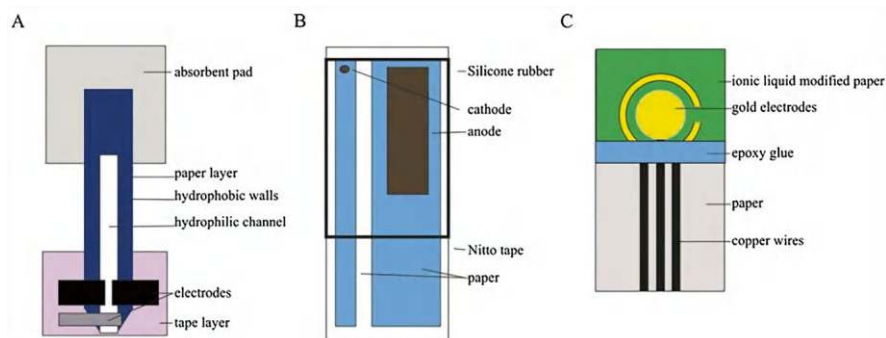 A
absorbent pad
paper layer
hydrophobic walls
hydrophilic channel
electrodes
tape layer
B
Silicone rubber
cathode
anode
Nitto tape
paper
C
ionic liquid modified paper
gold electrodes
epoxy glue
paper
copper wires